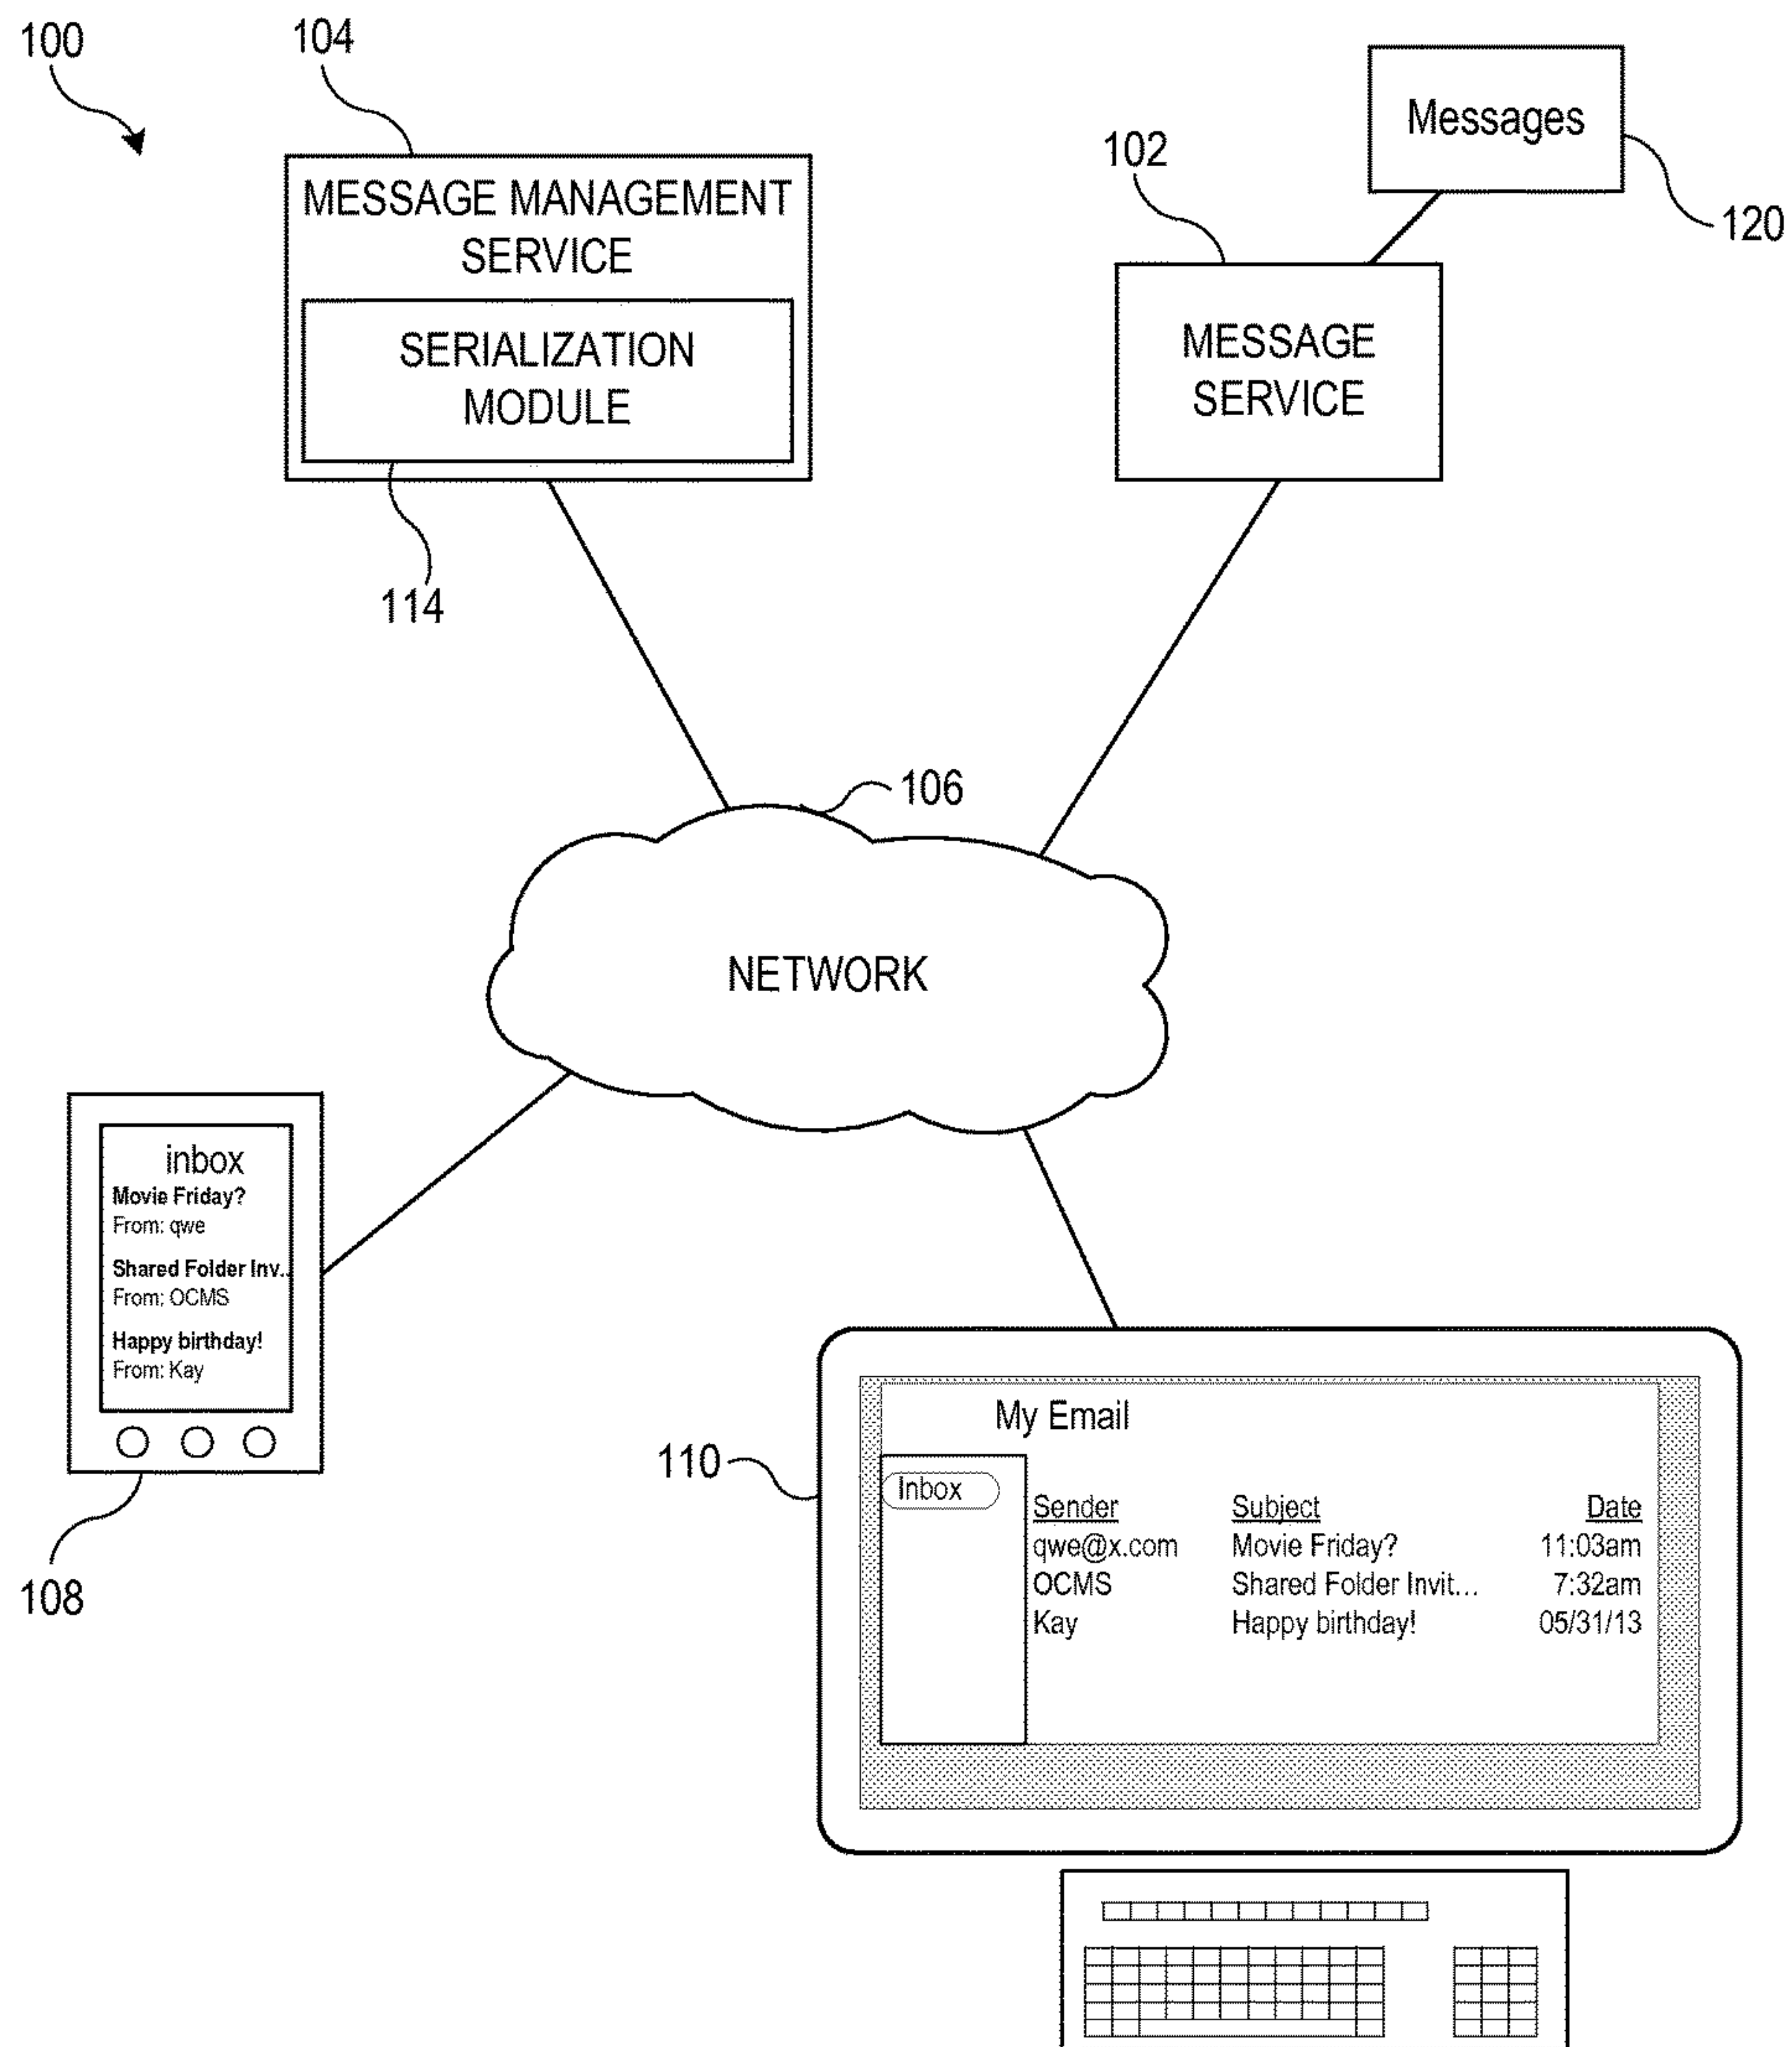 100
104
MESSAGE MANAGEMENT
SERVICE
SERIALIZATION
MODULE
114
102
Messages
120
MESSAGE
SERVICE
106
NETWORK
inbox
Movie Friday?
From: qwe
Shared Folder Inv..
From: OCMS
Happy birthday!
From: Kay
108
110
My Email
Inbox
Sender Subject Date
qwe@x.com Movie Friday? 11:03am
OCMS Shared Folder Invit... 7:32am
Kay Happy birthday! 05/31/13